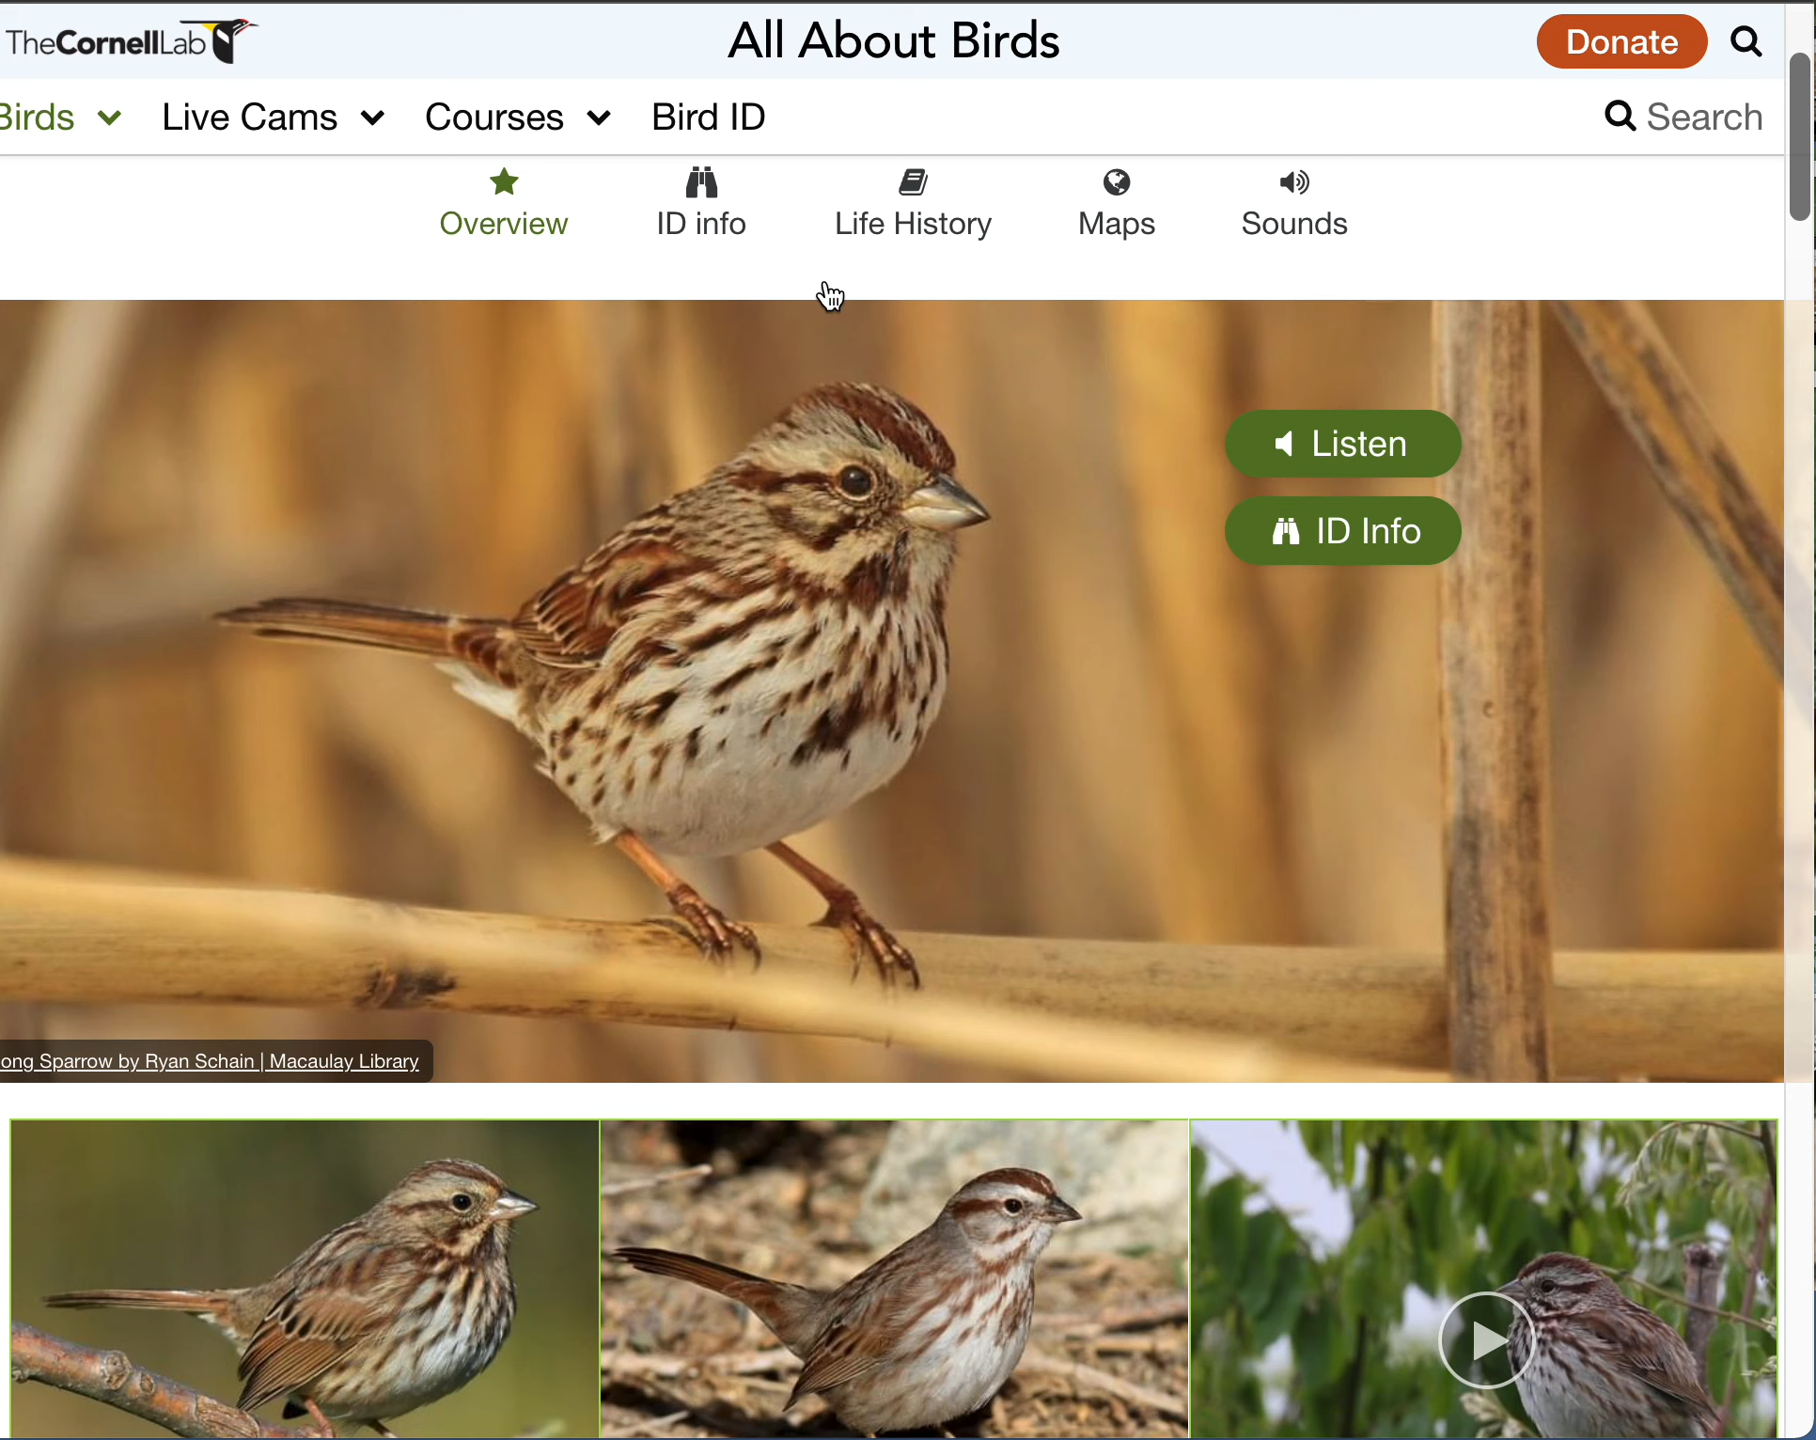 TheCornellLab
All About Birds
Donate
Birds
Live Cams
Courses
Bird ID
Search
Overview
ID info
Life History
Maps
Sounds
Listen
ID Info
ong Sparrow by Ryan Schain | Macaulay Library